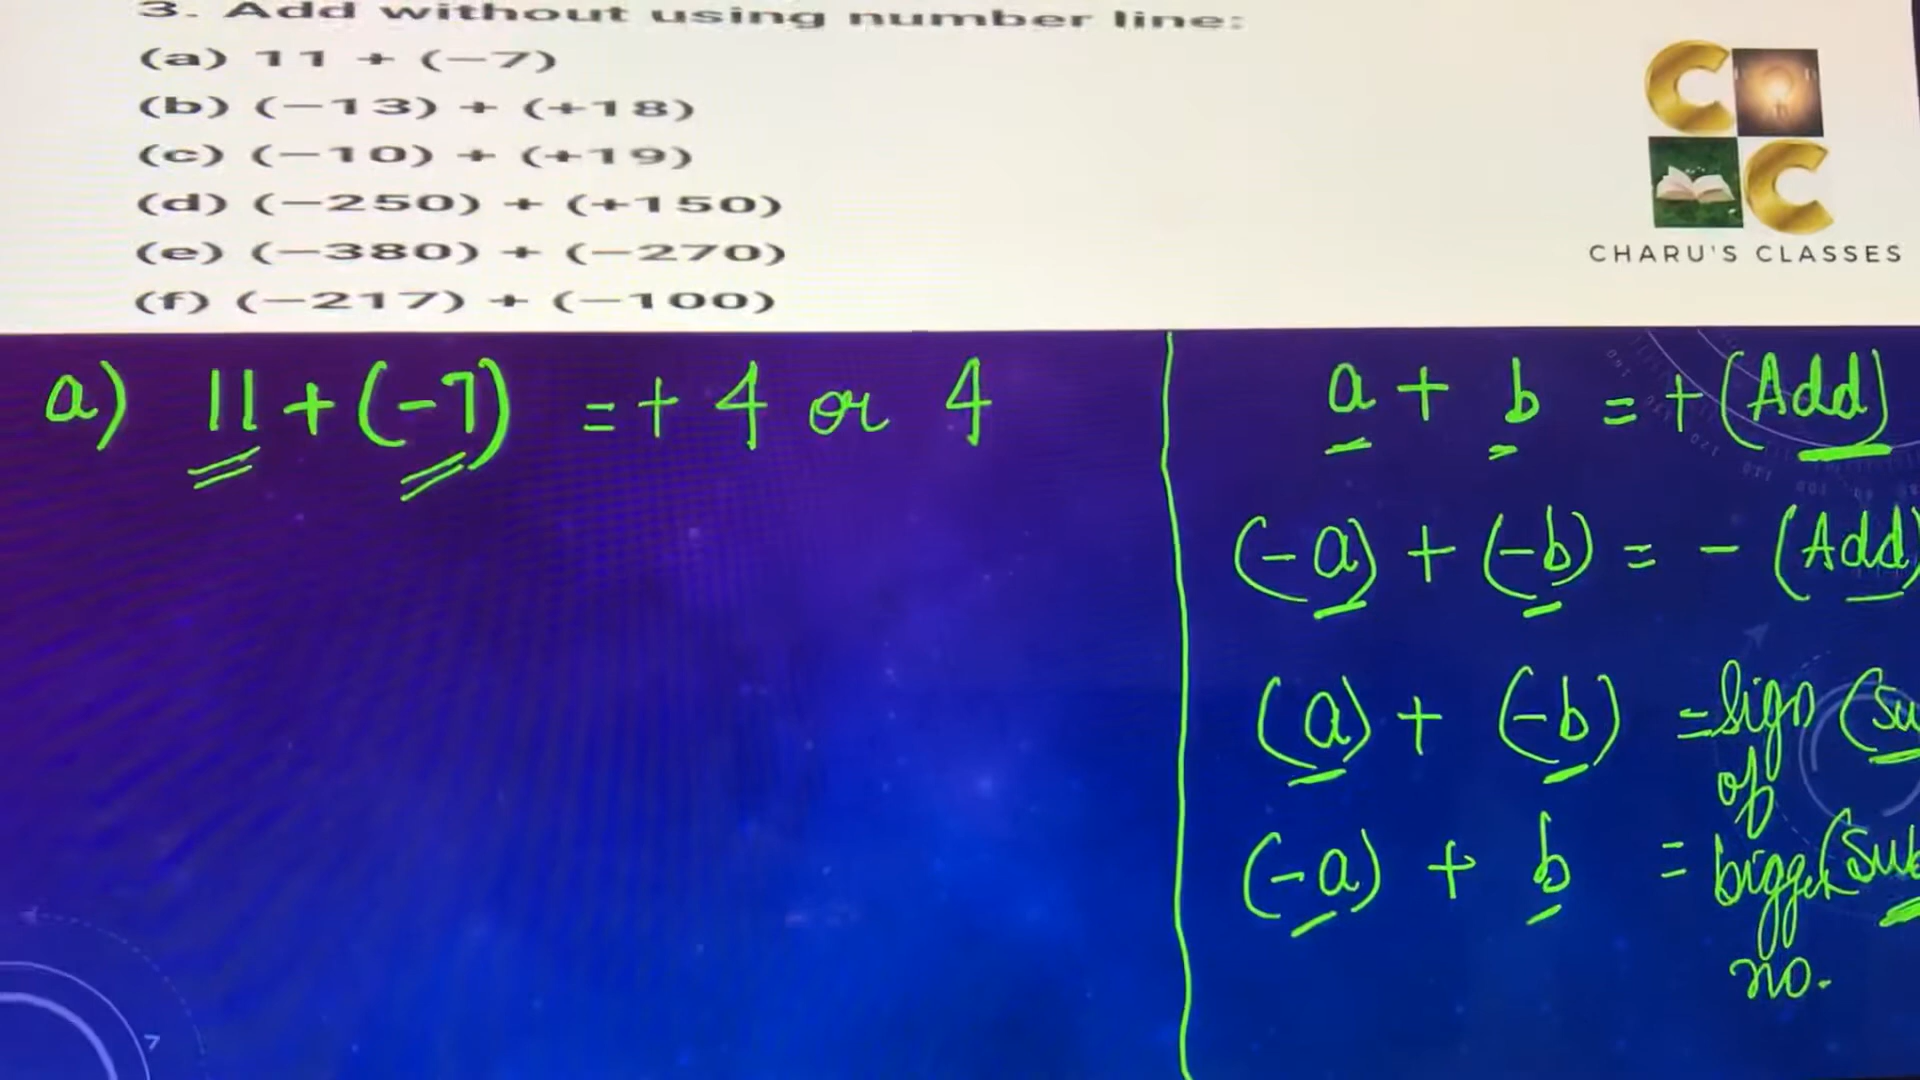 3. Add without using number line:
(a) 11 + (−7)
(b) (−13) + (+18)
(c) (−10) + (+19)
(d) (−250) + (+150)
(e) (−380) + (−270)
(f) (−217) + (−100)
CHARU'S CLASSES
a) 11 + (-7) = + 4 or 4
a + b = + (Add)
(-a) + (-b) = - (Add)
(a) + (-b) = Sign
of
(-a) + b = bigger
no.
7